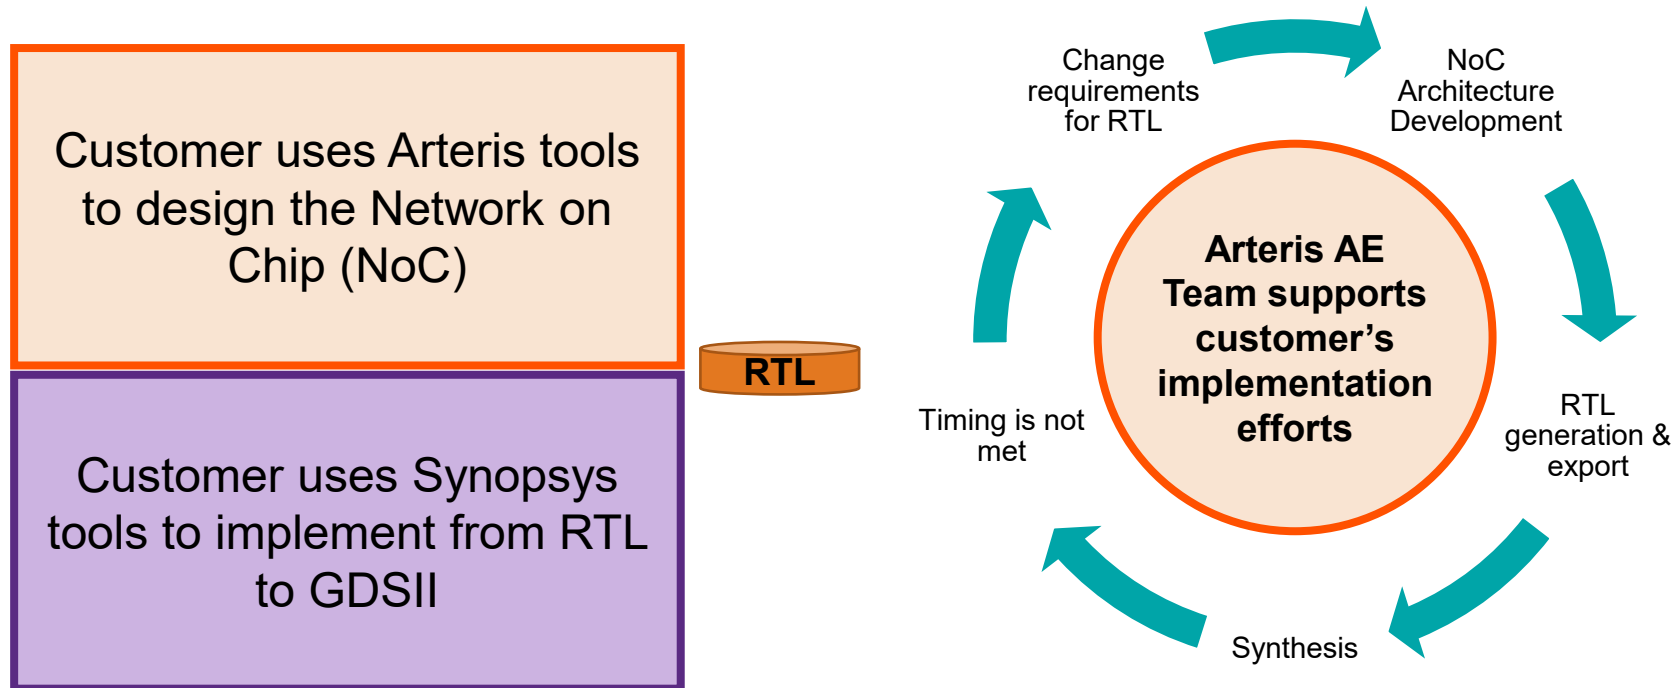 Customer uses Arteris tools
to design the Network on
Chip (NoC)
Customer uses Synopsys
tools to implement from RTL
to GDSII
RTL
Change
requirements
for RTL
NoC
Architecture
Development
Arteris AE
Team supports
customer’s
implementation
efforts
RTL
generation &
export
Synthesis
Timing is not
met